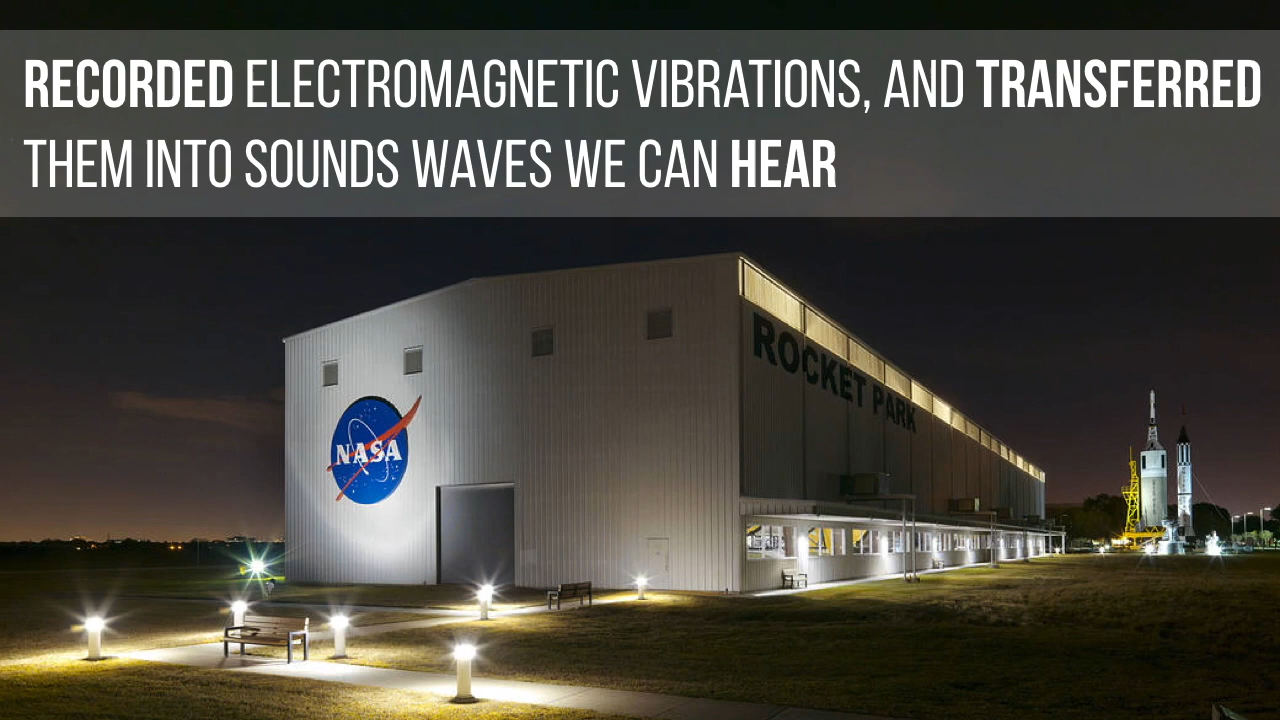 RECORDED ELECTROMAGNETIC VIBRATIONS, AND TRANSFERRED
THEM INTO SOUNDS WAVES WE CAN HEAR
ROCKET PARK
NASA